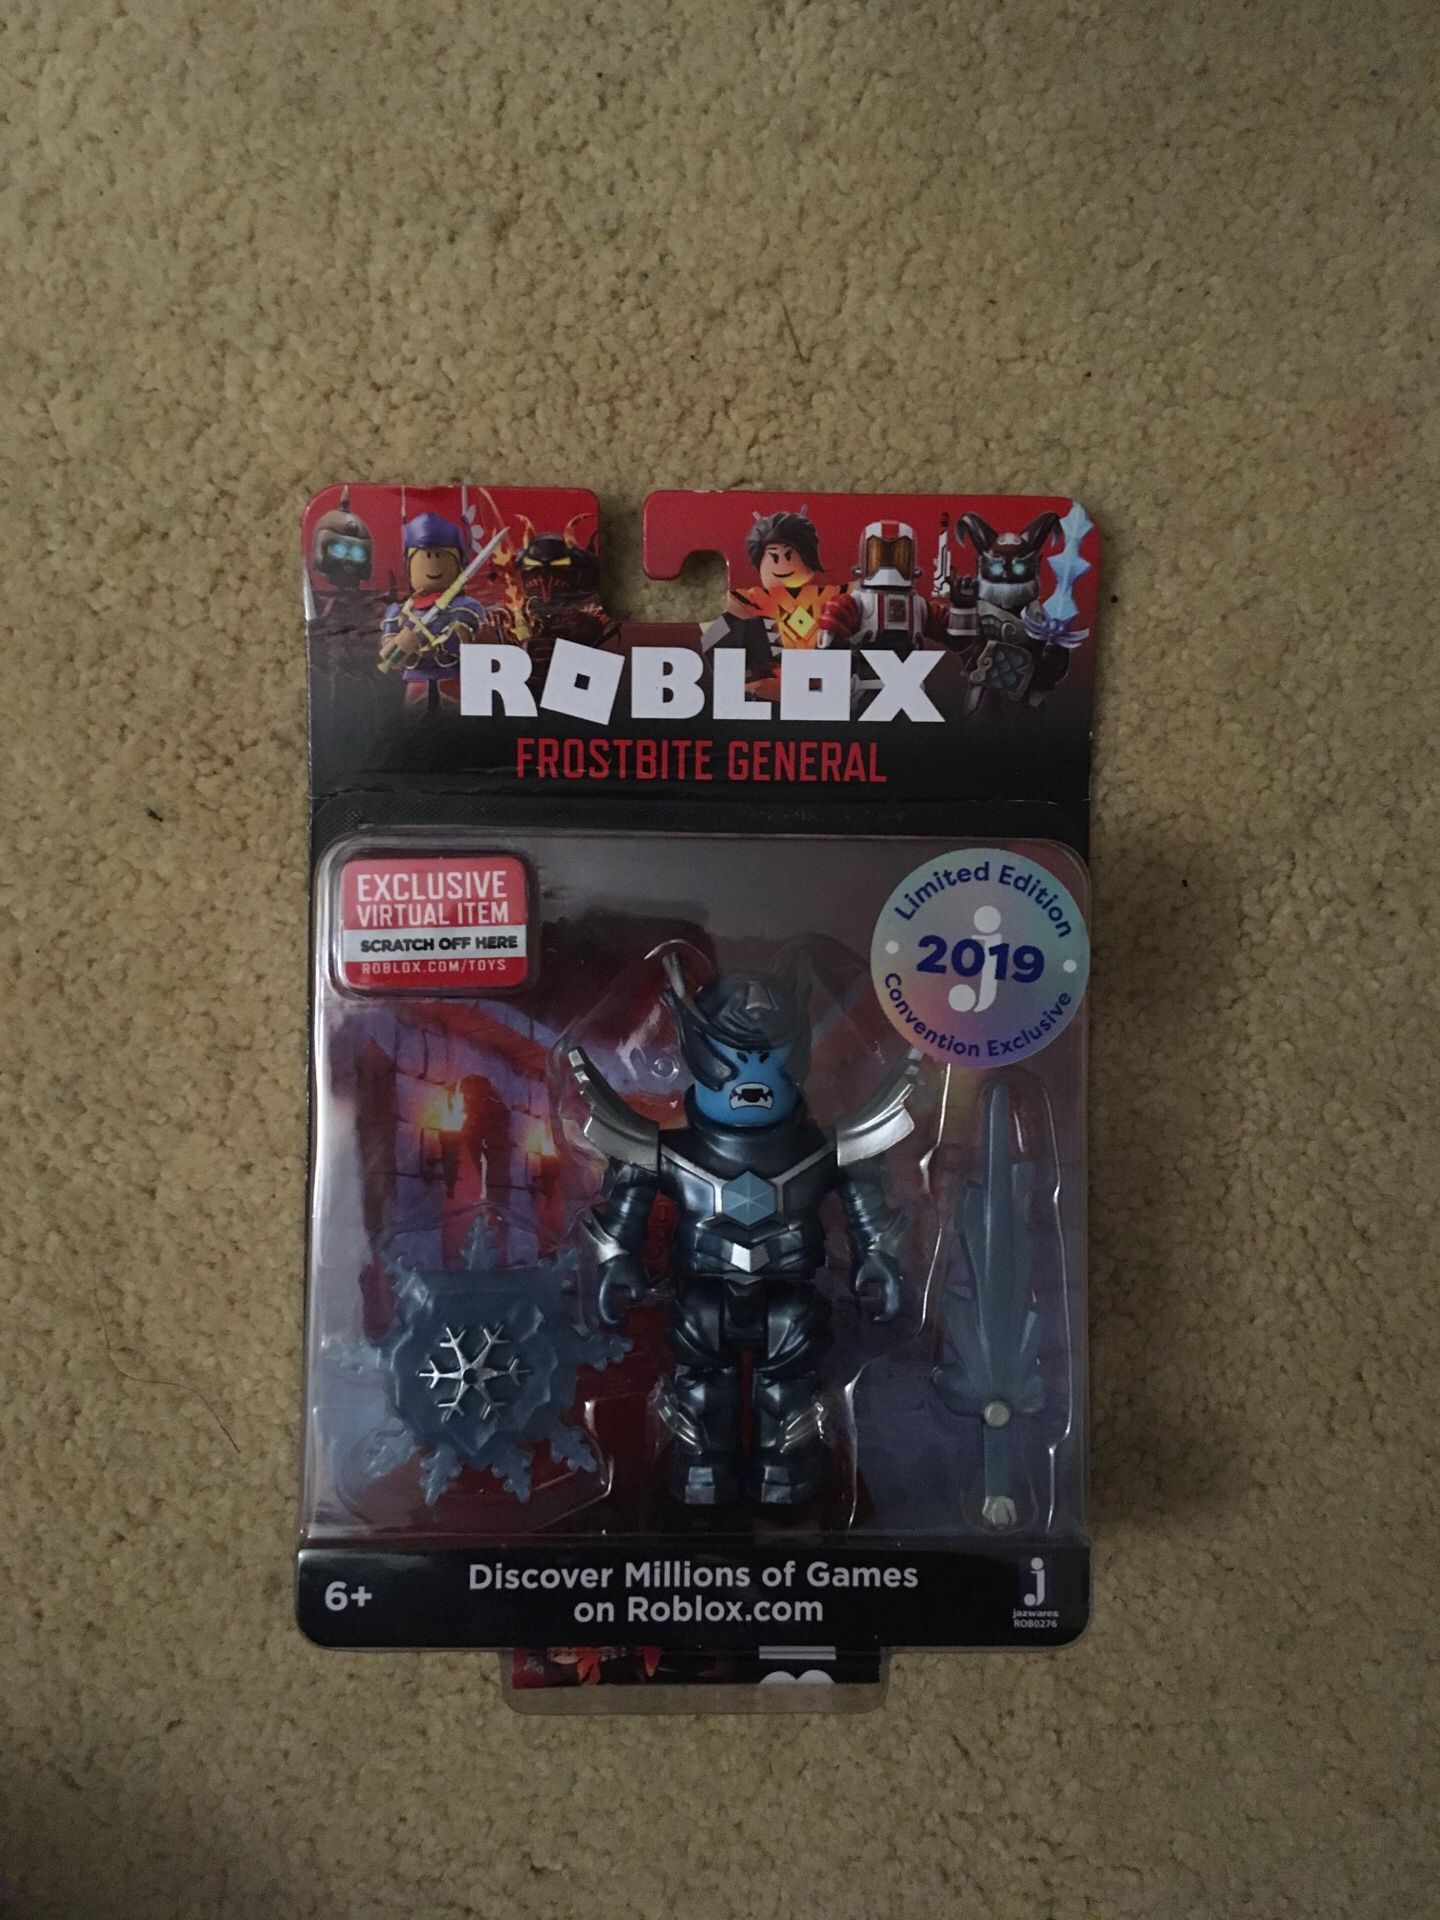 ROBLOX
FROSTBITE GENERAL
EXCLUSIVE
VIRTUAL ITEM
SCRATCH OFF HERE
ROBLOX.COM/TOYS
Limited Edition
2019
j
Convention Exclusive
6+
Discover Millions of Games
on Roblox.com
j
jazwares
ROB0276